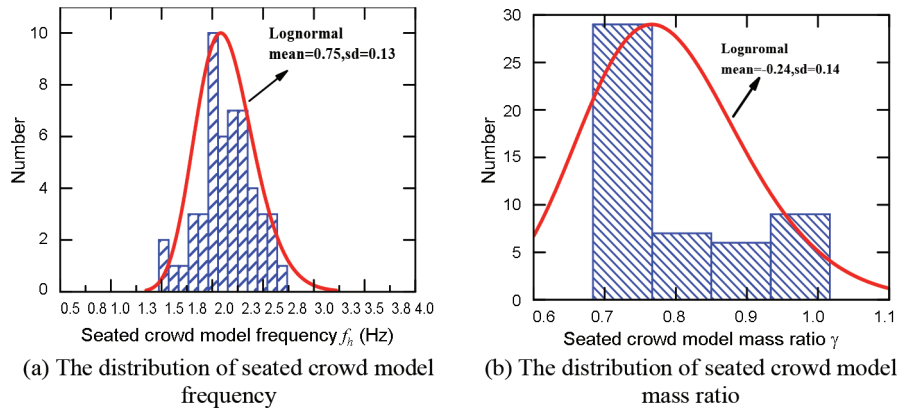 10
8
6
4
2
0
Number
Lognormal
mean=0.75,sd=0.13
0.5 0.8 1.0 1.3 1.5 1.8 2.0 2.3 2.5 2.8 3.0 3.3 3.5 3.8 4.0
Seated crowd model frequency fh (Hz)
(a) The distribution of seated crowd model
frequency
30
25
20
15
10
5
0
Number
Lognromal
mean=-0.24,sd=0.14
0.6 0.7 0.8 0.9 1.0 1.1
Seated crowd model mass ratio γ
(b) The distribution of seated crowd model
mass ratio